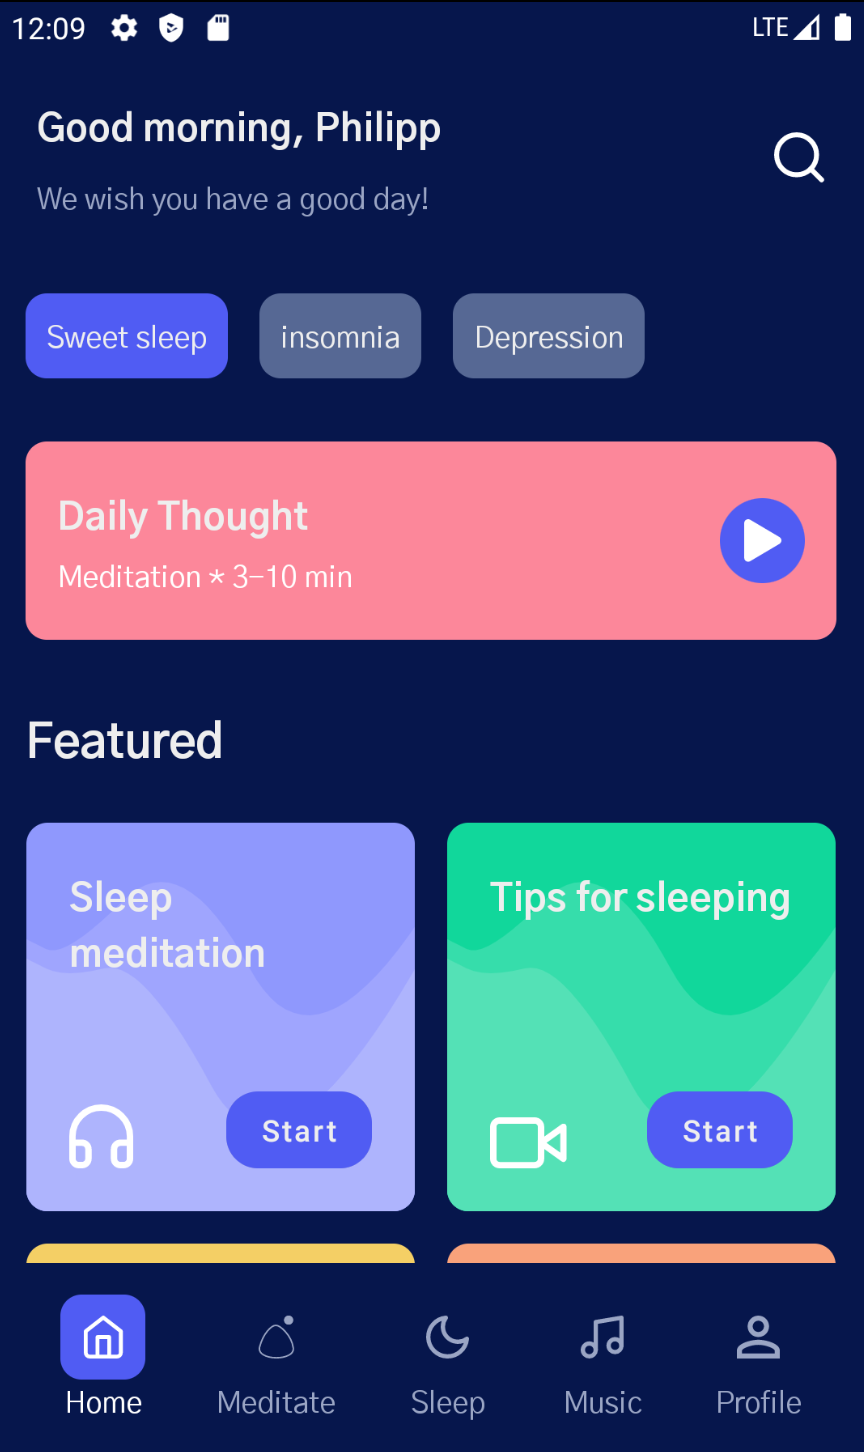 12:09
LTE
Good morning, Philipp
We wish you have a good day!
Sweet sleep
insomnia
Depression
Daily Thought
Meditation * 3-10 min
Featured
Sleep
meditation
Start
Tips for sleeping
Start
Home
Meditate
Sleep
Music
Profile